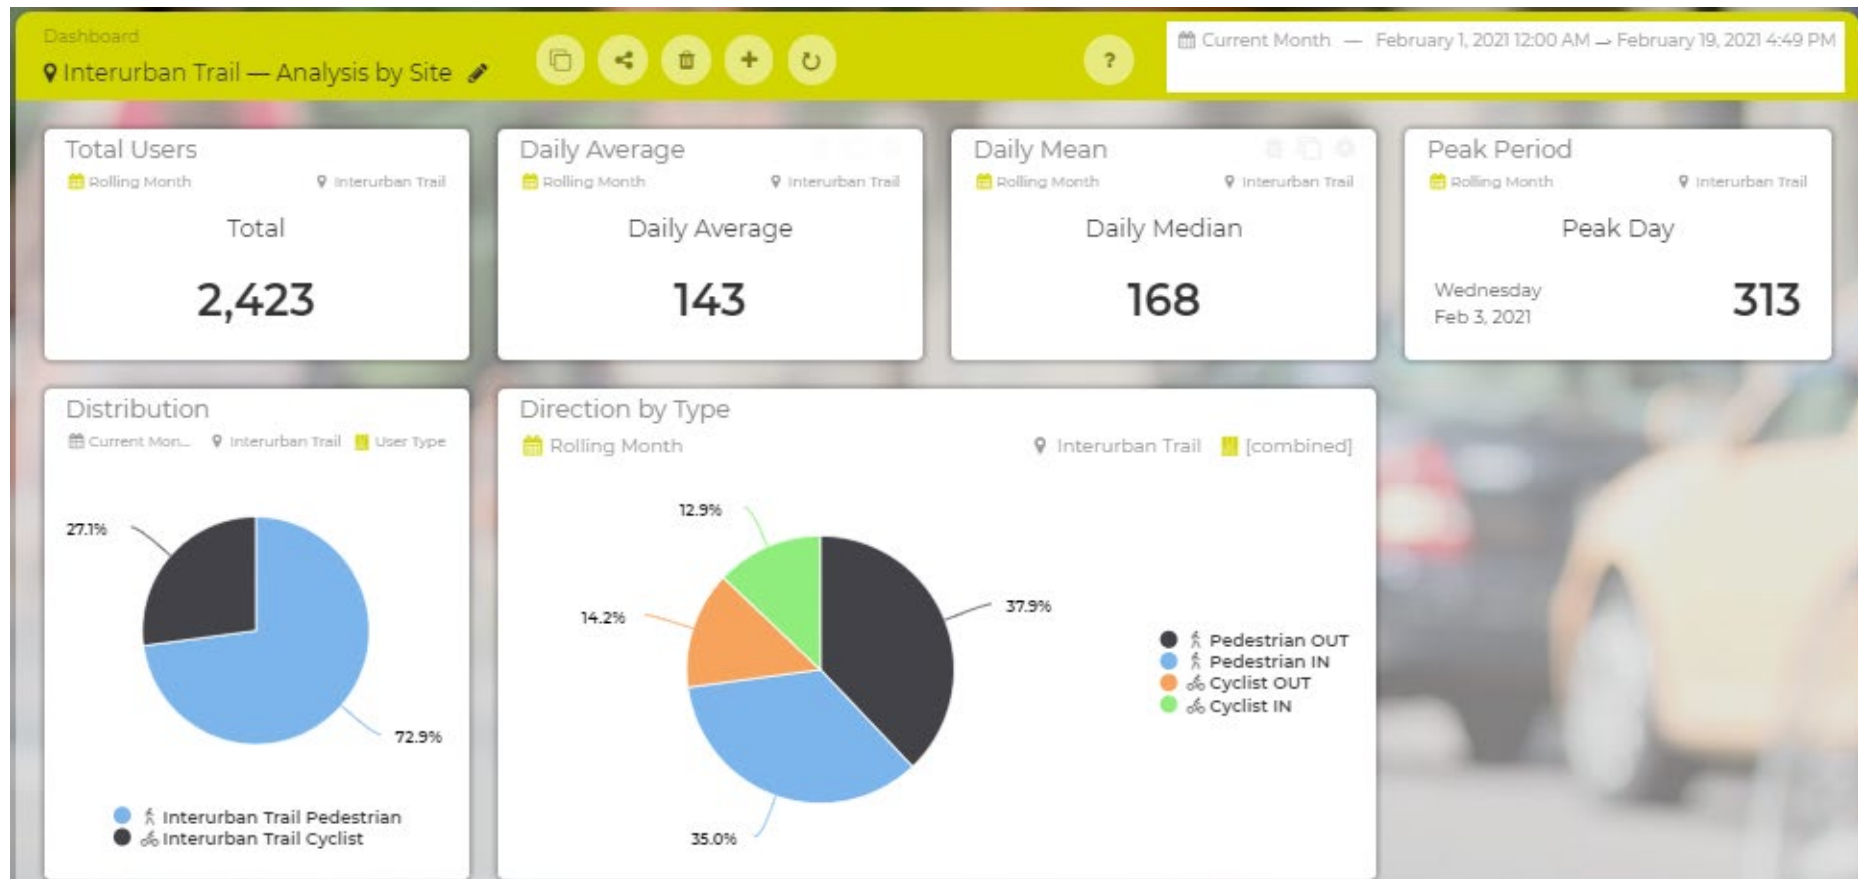 Dashboard
Interurban Trail — Analysis by Site
?
Current Month — February 1, 2021 12:00 AM → February 19, 2021 4:49 PM
Total Users
Rolling Month Interurban Trail
Total
2,423
Daily Average
Rolling Month Interurban Trail
Daily Average
143
Daily Mean
Rolling Month Interurban Trail
Daily Median
168
Peak Period
Rolling Month Interurban Trail
Peak Day
Wednesday
Feb 3, 2021
313
Distribution
Current Mon... Interurban Trail User Type
27.1%
72.9%
Interurban Trail Pedestrian
Interurban Trail Cyclist
Direction by Type
Rolling Month Interurban Trail [combined]
12.9%
14.2%
37.9%
35.0%
Pedestrian OUT
Pedestrian IN
Cyclist OUT
Cyclist IN